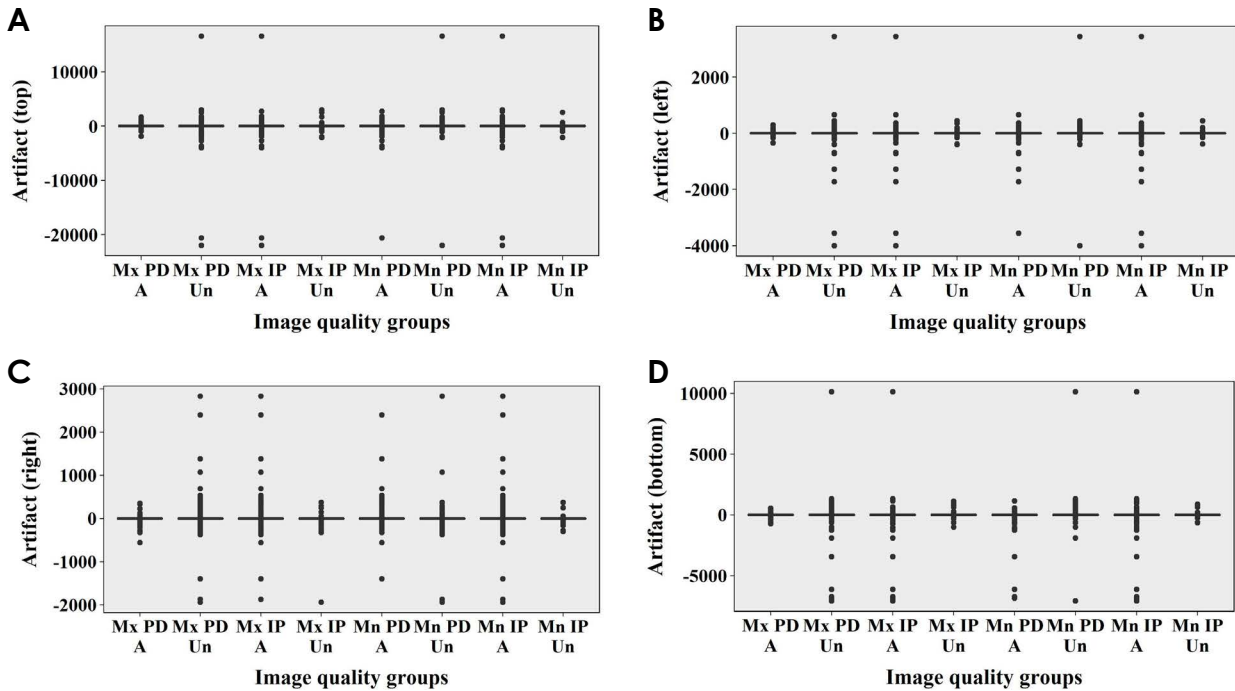 A
Artifact (top)
10000
0
-10000
-20000
Mx PD Mx PD Mx IP Mx IP Mn PD Mn PD Mn IP Mn IP
A Un A Un A Un A Un
Image quality groups
B
Artifact (left)
2000
0
-2000
-4000
Mx PD Mx PD Mx IP Mx IP Mn PD Mn PD Mn IP Mn IP
A Un A Un A Un A Un
Image quality groups
C
Artifact (right)
3000
2000
1000
0
-1000
-2000
Mx PD Mx PD Mx IP Mx IP Mn PD Mn PD Mn IP Mn IP
A Un A Un A Un A Un
Image quality groups
D
Artifact (bottom)
10000
5000
0
-5000
Mx PD Mx PD Mx IP Mx IP Mn PD Mn PD Mn IP Mn IP
A Un A Un A Un A Un
Image quality groups